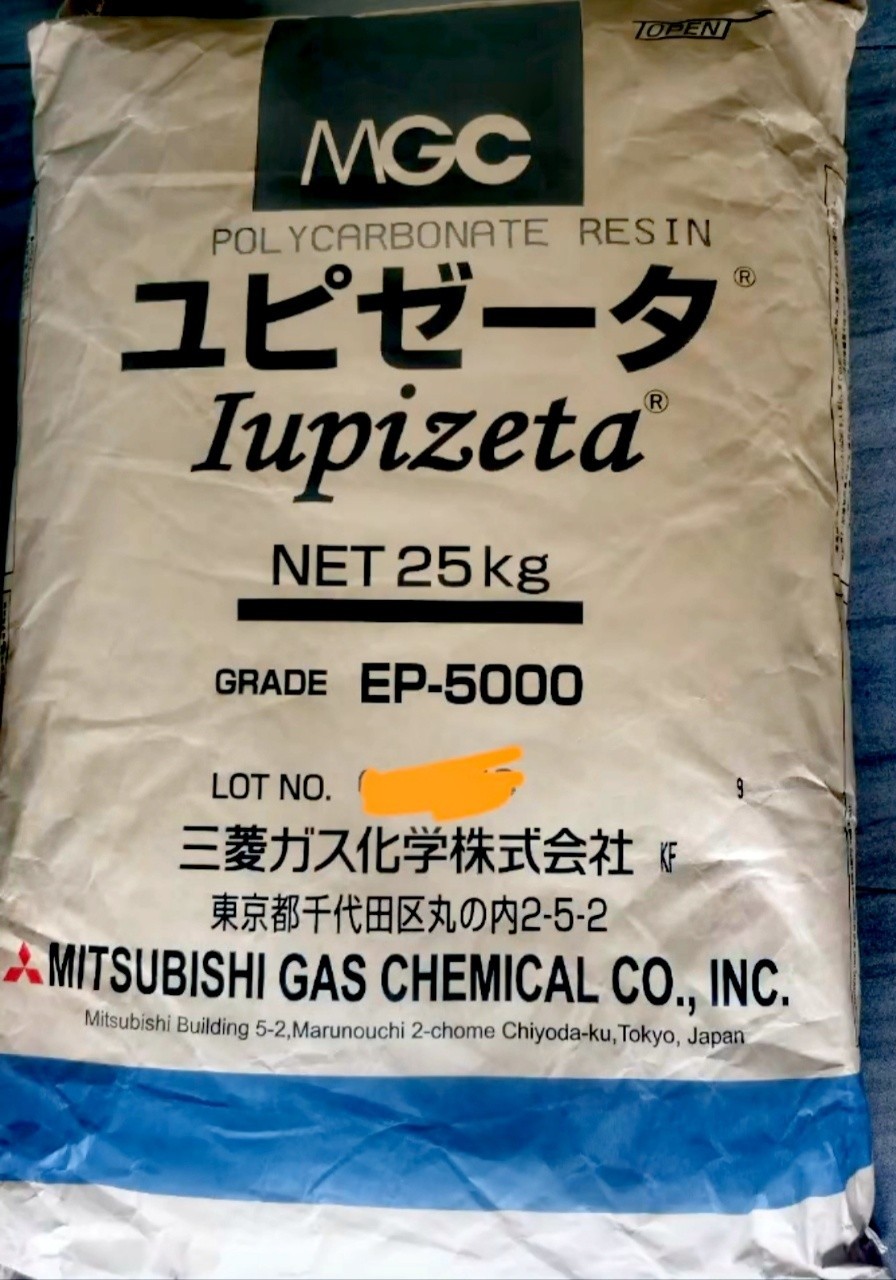 OPEN
MGC
POLYCARBONATE RESIN
ユピゼータ®
Iupizeta®
NET 25kg
GRADE EP-5000
LOT NO.
9
三菱ガス化学株式会社 KF
東京都千代田区丸の内2-5-2
MITSUBISHI GAS CHEMICAL CO., INC.
Mitsubishi Building 5-2,Marunouchi 2-chome Chiyoda-ku,Tokyo, Japan